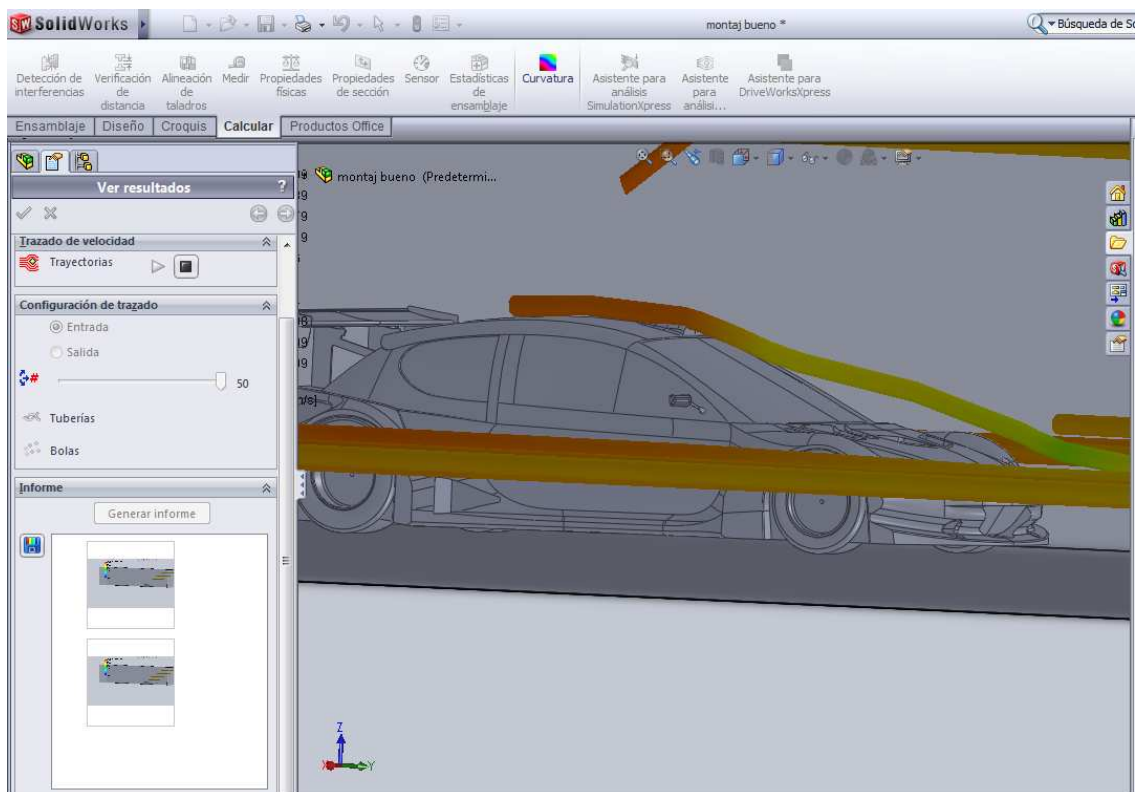 SolidWorks
montaj bueno *
Búsqueda de So
Detección de
interferencias
Verificación
de
distancia
Alineación
de
taladros
Medir
Propiedades
físicas
Propiedades
de sección
Sensor
Estadísticas
de
ensamblaje
Curvatura
Asistente para
análisis
SimulationXpress
Asistente
para
análisi...
Asistente para
DriveWorksXpress
Ensamblaje
Diseño
Croquis
Calcular
Productos Office
Ver resultados
?
Trazado de velocidad
Trayectorias
Configuración de trazado
Entrada
Salida
50
Tuberías
Bolas
Informe
Generar informe
montaj bueno (Predetermi...
Z
X
Y